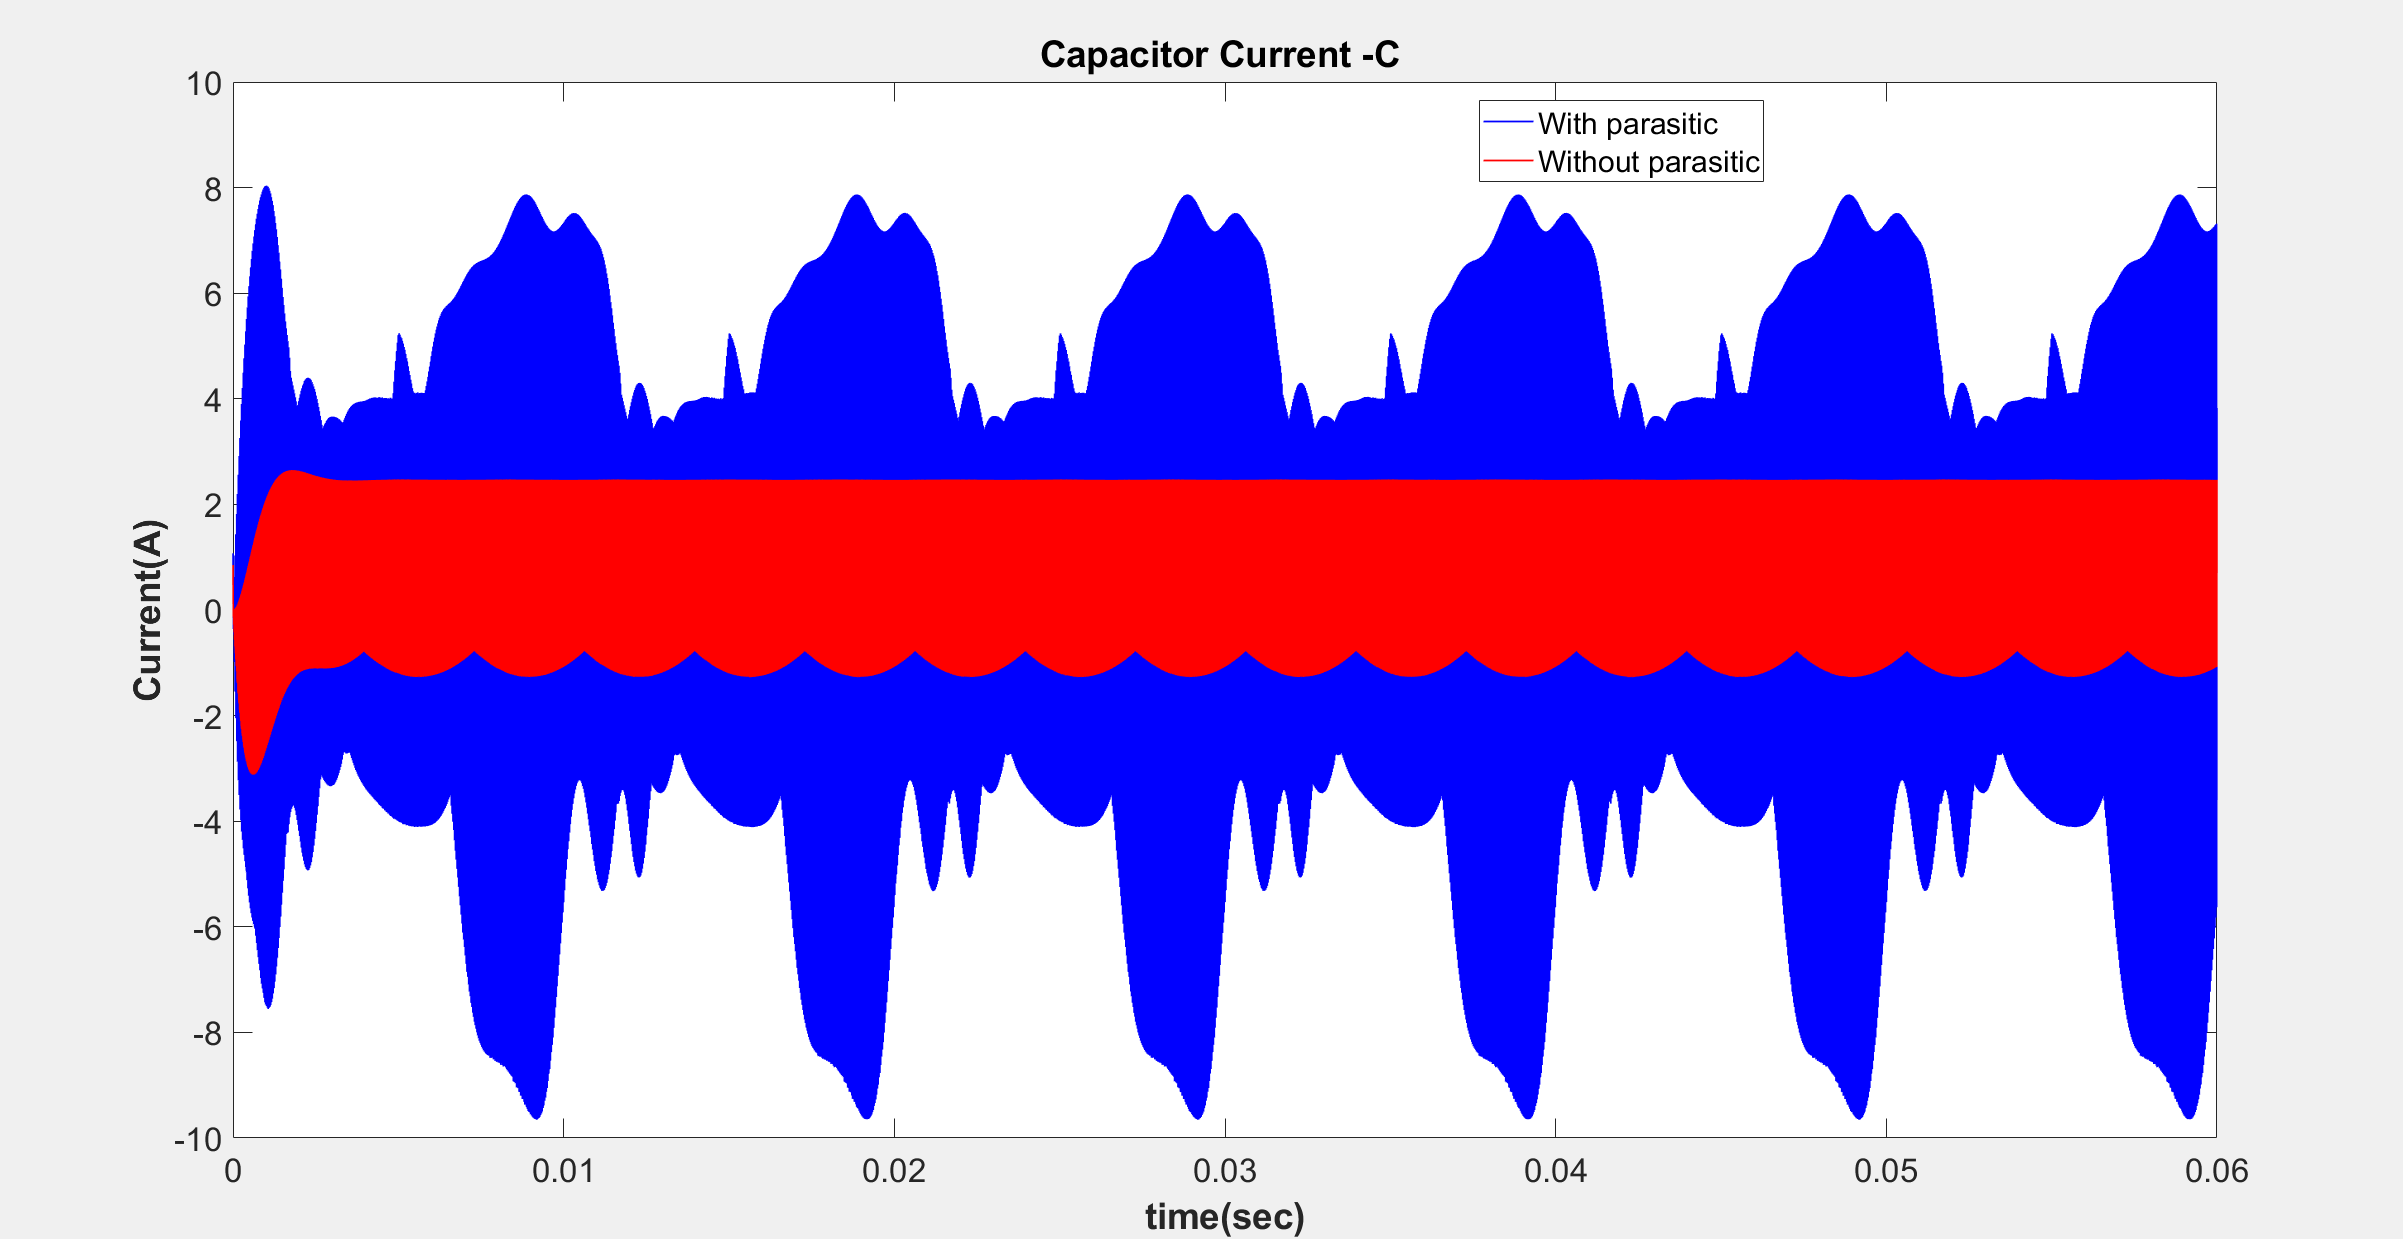 Capacitor Current -C
With parasitic
Without parasitic
10
8
6
4
2
0
-2
-4
-6
-8
-10
Current(A)
0 0.01 0.02 0.03 0.04 0.05 0.06
time(sec)